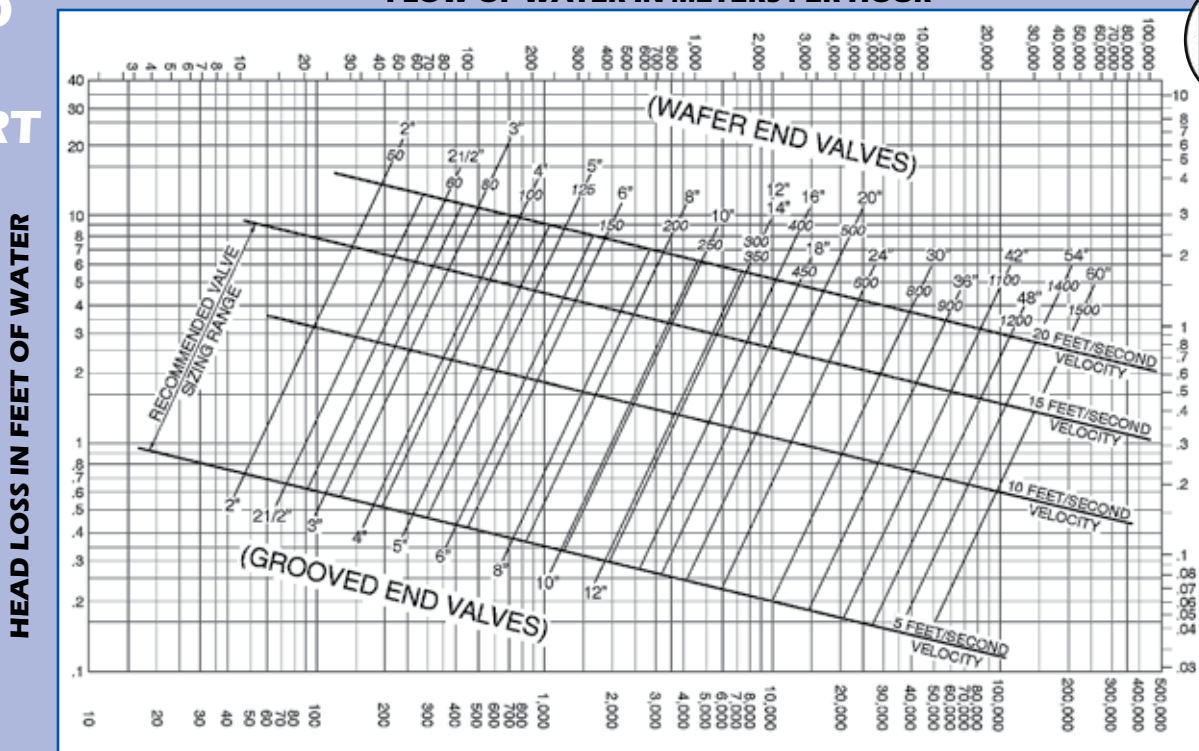 FLOW OF WATER IN METERS PER HOUR
RT
HEAD LOSS IN FEET OF WATER
3 4 5 6 7 8 10 20 30 40 50 60 70 80 100 200 300 400 500 600 700 800 1,000 2,000 3,000 4,000 5,000 6,000 7,000 8,000 10,000 20,000 30,000 40,000 50,000 60,000 70,000 80,000 100,000
40
30
20
10
8
7
6
5
4
3
2
1
.8
.7
.6
.5
.4
.3
.2
.1
10
8
7
6
5
4
3
2
1
.8
.7
.6
.5
.4
.3
.2
.1
.08
.06
.05
.04
.03
(WAFER END VALVES)
2" 21/2" 3" 4" 5" 6" 8" 10" 12" 14" 16" 18" 20" 24" 30" 36" 42" 48" 54" 60"
50 60 80 100 125 150 200 250 300 350 400 450 500 600 800 900 1100 1200 1400 1500
RECOMMENDED VALVE
SIZING RANGE
20 FEET/SECOND
VELOCITY
15 FEET/SECOND
VELOCITY
10 FEET/SECOND
VELOCITY
5 FEET/SECOND
VELOCITY
2" 21/2" 3" 4" 5" 6" 8" 10" 12"
(GROOVED END VALVES)
10 20 30 40 50 60 70 80 100 200 300 400 500 600 700 800 1,000 2,000 3,000 4,000 5,000 6,000 7,000 8,000 10,000 20,000 30,000 40,000 50,000 60,000 70,000 80,000 100,000 200,000 300,000 400,000 500,000